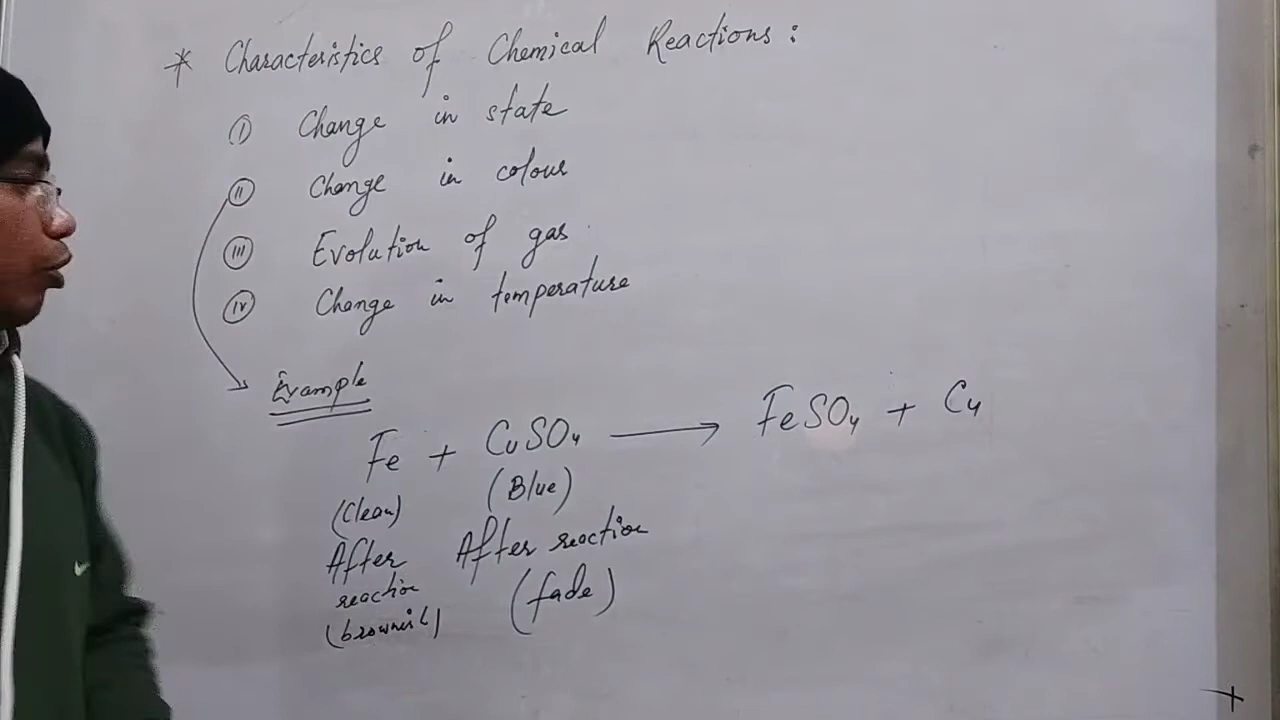 * Characteristics of Chemical Reactions:
(I) Change in state
(II) Change in colour
(III) Evolution of gas
(IV) Change in temperature
Example
Fe + CuSO4 → FeSO4 + Cu
(Clean) (Blue)
After After reaction
reaction (fade)
(brownish)